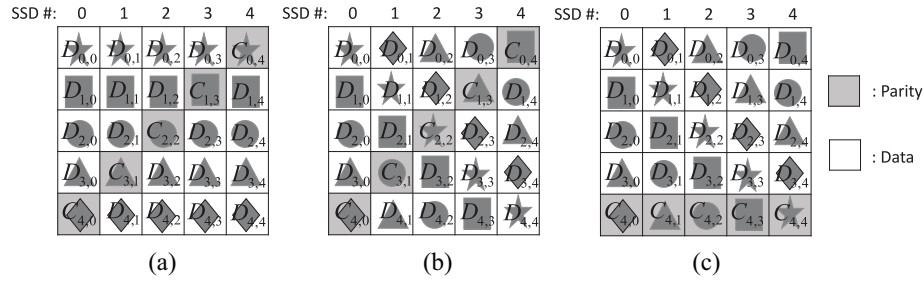 SSD #: 0 1 2 3 4
D0,0 D0,1 D0,2 D0,3 C0,4
D1,0 D1,1 D1,2 C1,3 D1,4
D2,0 D2,1 C2,2 D2,3 D2,4
D3,0 C3,1 D3,2 D3,3 D3,4
C4,0 D4,1 D4,2 D4,3 D4,4
(a)
SSD #: 0 1 2 3 4
D0,0 D0,1 D0,2 D0,3 C0,4
D1,0 D1,1 D1,2 C1,3 D1,4
D2,0 D2,1 C2,2 D2,3 D2,4
D3,0 C3,1 D3,2 D3,3 D3,4
C4,0 D4,1 D4,2 D4,3 D4,4
(b)
SSD #: 0 1 2 3 4
D0,0 D0,1 D0,2 D0,3 D0,4
D1,0 D1,1 D1,2 D1,3 D1,4
D2,0 D2,1 D2,2 D2,3 D2,4
D3,0 D3,1 D3,2 D3,3 D3,4
C4,0 C4,1 C4,2 C4,3 C4,4
(c)
: Parity
: Data